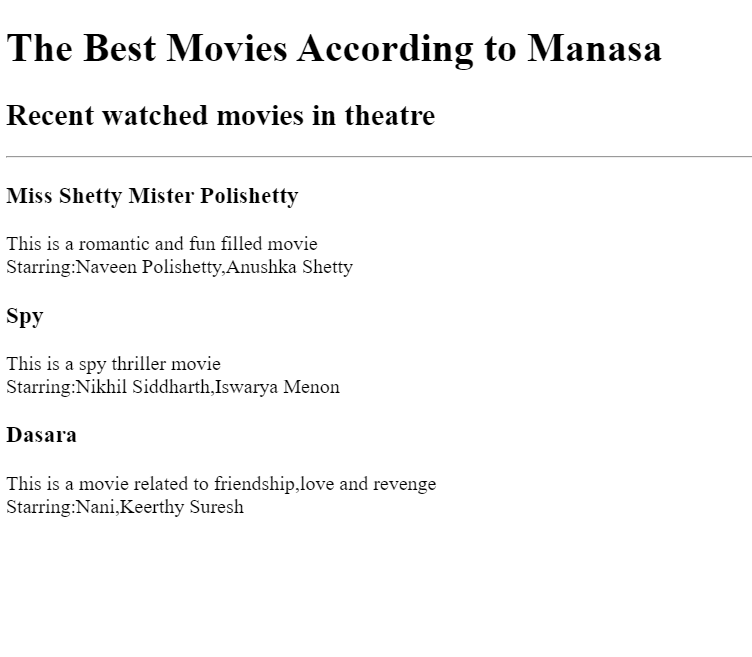 The Best Movies According to Manasa
Recent watched movies in theatre
Miss Shetty Mister Polishetty
This is a romantic and fun filled movie
Starring:Naveen Polishetty,Anushka Shetty
Spy
This is a spy thriller movie
Starring:Nikhil Siddharth,Iswarya Menon
Dasara
This is a movie related to friendship,love and revenge
Starring:Nani,Keerthy Suresh